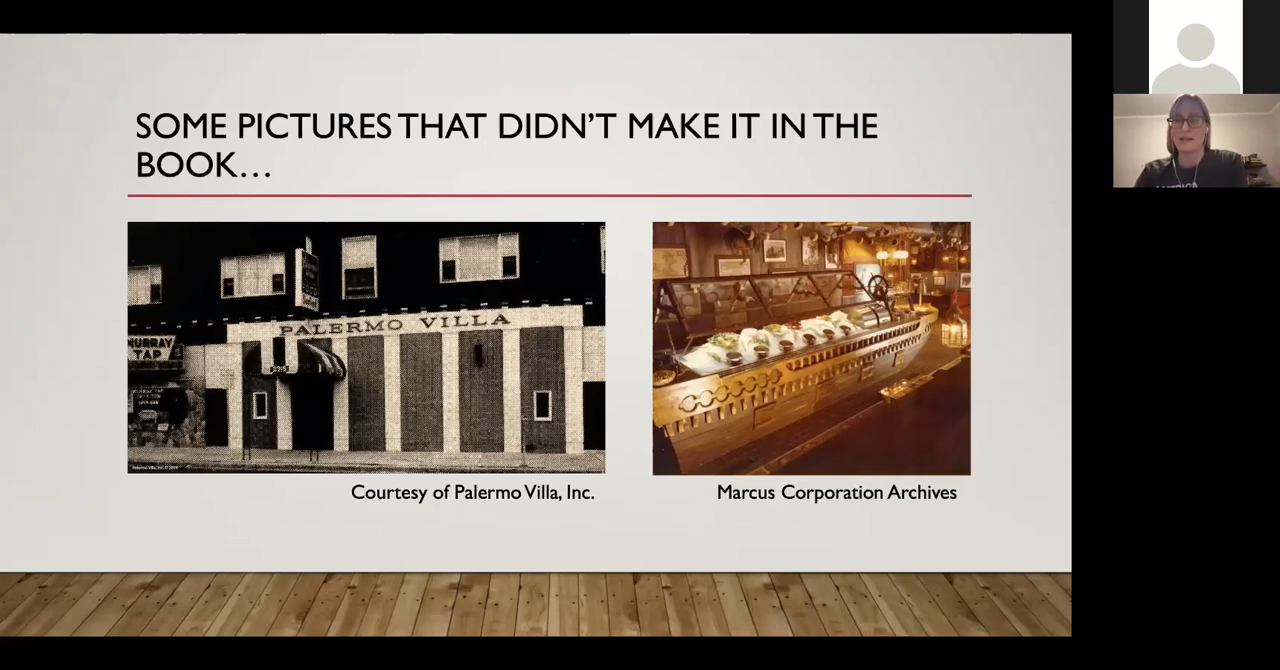 SOME PICTURES THAT DIDN'T MAKE IT IN THE
BOOK...
PALERMO VILLA
MURRAY
TAP
Courtesy of Palermo Villa, Inc.
Marcus Corporation Archives
AMERICA